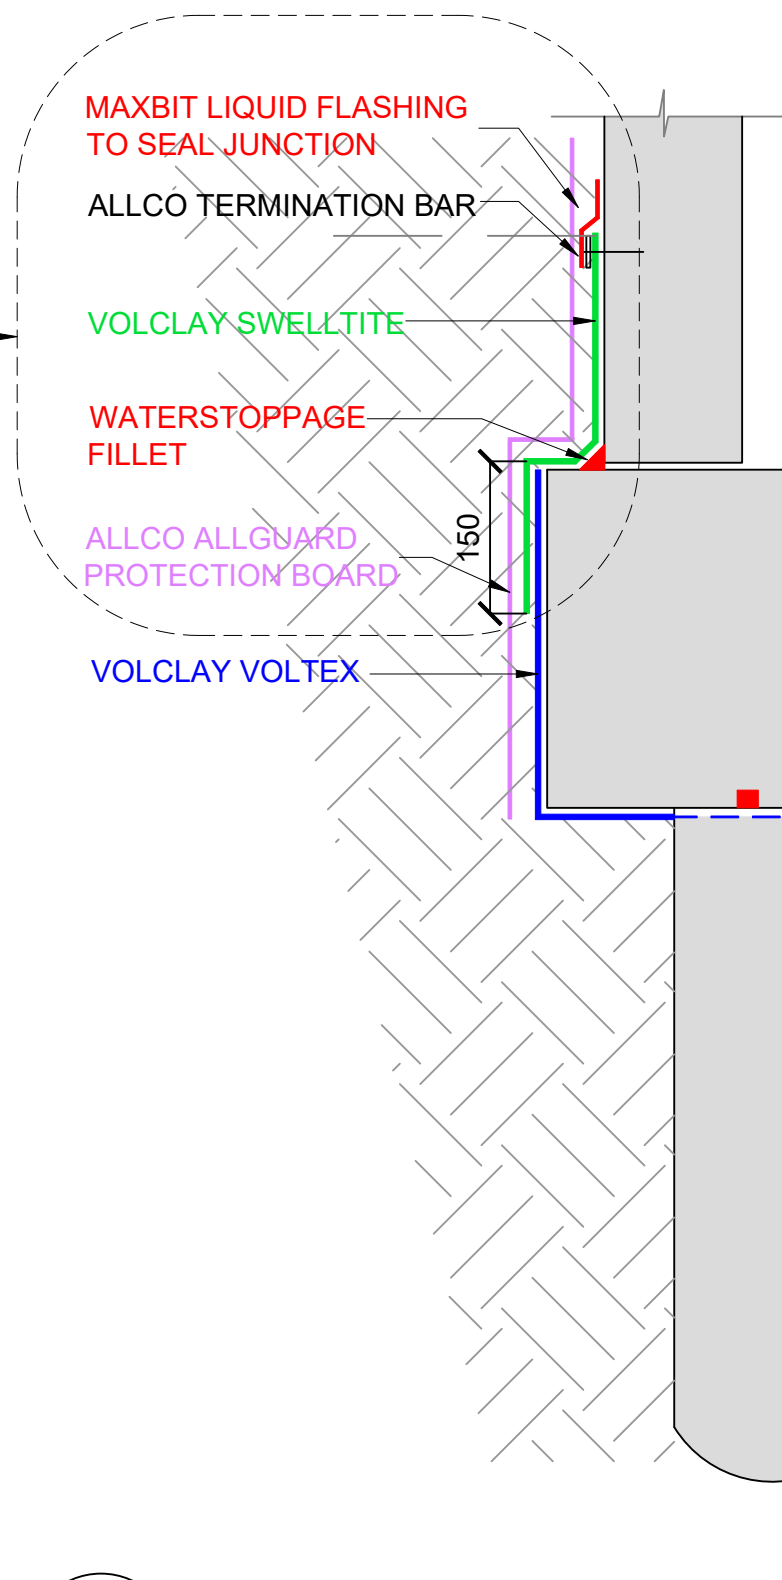 MAXBIT LIQUID FLASHING
TO SEAL JUNCTION
ALLCO TERMINATION BAR
VOLCLAY SWELLTITE
WATERSTOPPAGE
FILLET
150
ALLCO ALLGUARD
PROTECTION BOARD
VOLCLAY VOLTEX